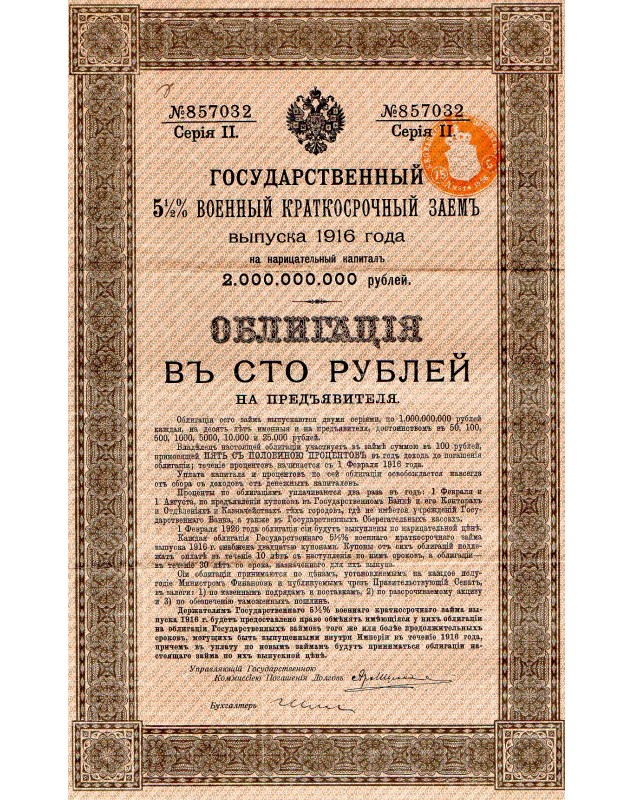 №857032 №857032
Серія II. Серія II.
ГОСУДАРСТВЕННЫЙ
5½% ВОЕННЫЙ КРАТКОСРОЧНЫЙ ЗАЕМЪ
выпуска 1916 года
на нарицательный капиталъ
2.000.000.000 рублей.
ОБЛИГАЦІЯ
ВЪ СТО РУБЛЕЙ
НА ПРЕДЪЯВИТЕЛЯ.
Облигаціи сего займа выпускаются двумя серіями, по 1.000.000.000 рублей
каждая, на десять лѣтъ именныя и на предъявителя, достоинствомъ въ 50, 100,
500, 1000, 5000, 10.000 и 25.000 рублей.
Владѣлецъ настоящей облигаціи участвуетъ въ займѣ суммою въ 100 рублей,
приносящей ПЯТЬ СЪ ПОЛОВИНОЮ ПРОЦЕНТОВЪ въ годъ дохода до погашенія
облигаціи; теченіе процентовъ начинается съ 1 Февраля 1916 года.
Уплата капитала и процентовъ по сей облигаціи освобождается навсегда
отъ сбора съ доходовъ отъ денежныхъ капиталовъ.
Проценты по облигаціямъ уплачиваются два раза въ годъ: 1 Февраля и
1 Августа, по предъявленіи купоновъ въ Государственномъ Банкѣ и его Конторахъ
и Отдѣленіяхъ и Казначействахъ тѣхъ городовъ, гдѣ не имѣется учрежденій Госу-
дарственнаго Банка, а также въ Государственныхъ Сберегательныхъ кассахъ.
1 Февраля 1926 года облигаціи сіи будутъ выкуплены по нарицательной цѣнѣ.
Каждая облигація Государственнаго 5½% военнаго краткосрочнаго займа
выпуска 1916 г. снабжена двадцатью купонами. Купоны отъ сихъ облигацій подле-
жатъ оплатѣ въ теченіе 10 лѣтъ съ наступленія по нимъ сроковъ, а облигаціи—
въ теченіе 30 лѣтъ со срока, назначеннаго для ихъ выкупа.
Сіи облигаціи принимаются по цѣнамъ, установляемымъ на каждое полу-
годіе Министромъ Финансовъ и публикуемымъ чрезъ Правительствующій Сенатъ,
въ залоги: 1) по казеннымъ подрядамъ и поставкамъ, 2) по разсрочиваемому акцизу
и 3) по обезпеченію таможенныхъ пошлинъ.
Держателямъ Государственнаго 5½% военнаго краткосрочнаго займа вы-
пуска 1916 г. будетъ предоставлено право обмѣнять имѣющіяся у нихъ облигаціи
на облигаціи Государственныхъ займовъ того же или болѣе продолжительныхъ
сроковъ, могущихъ быть выпущенными внутри Имперіи въ теченіе 1916 года,
причемъ въ уплату по новымъ займамъ будутъ приниматься облигаціи на-
стоящаго займа по ихъ выпускной цѣнѣ.
Управляющій Государственною
Коммиссіею Погашенія Долговъ
Бухгалтеръ